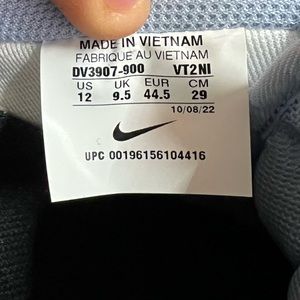 MADE IN VIETNAM
FABRIQUE AU VIETNAM
DV3907-900 VT2NI
US UK EUR CM
12 9.5 44.5 29
10/08/22
UPC 00196156104416